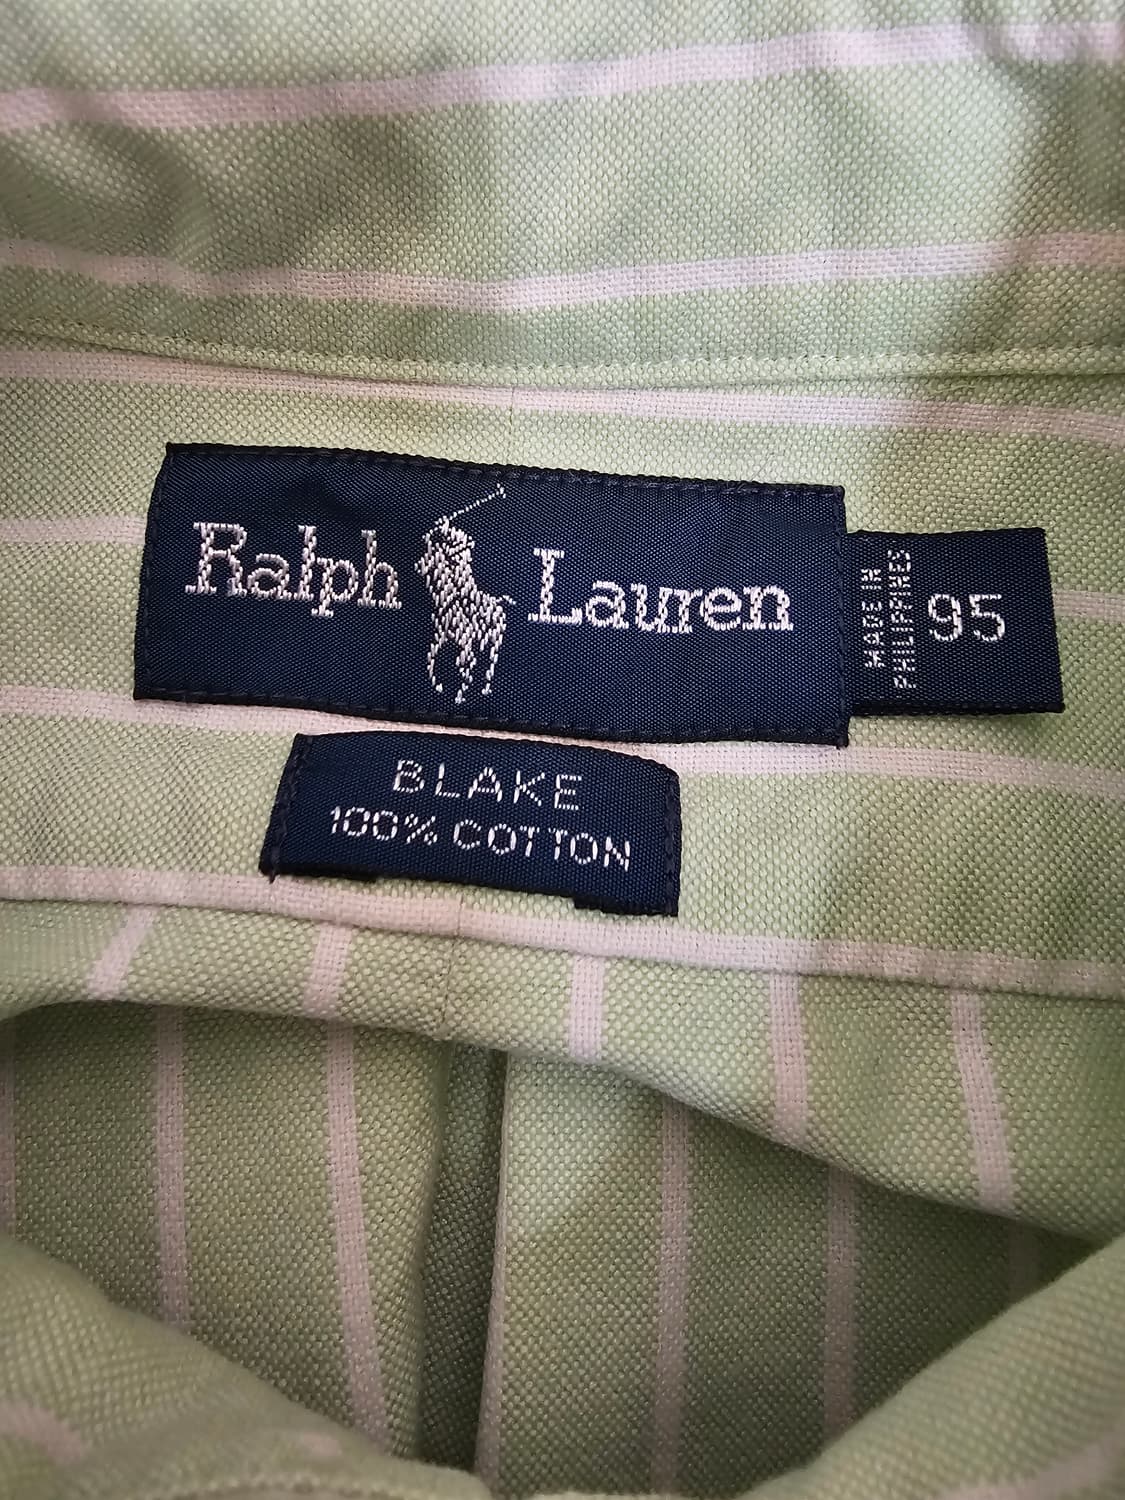 Ralph Lauren
MADE IN
PHILIPPINES
95
BLAKE
100% COTTON